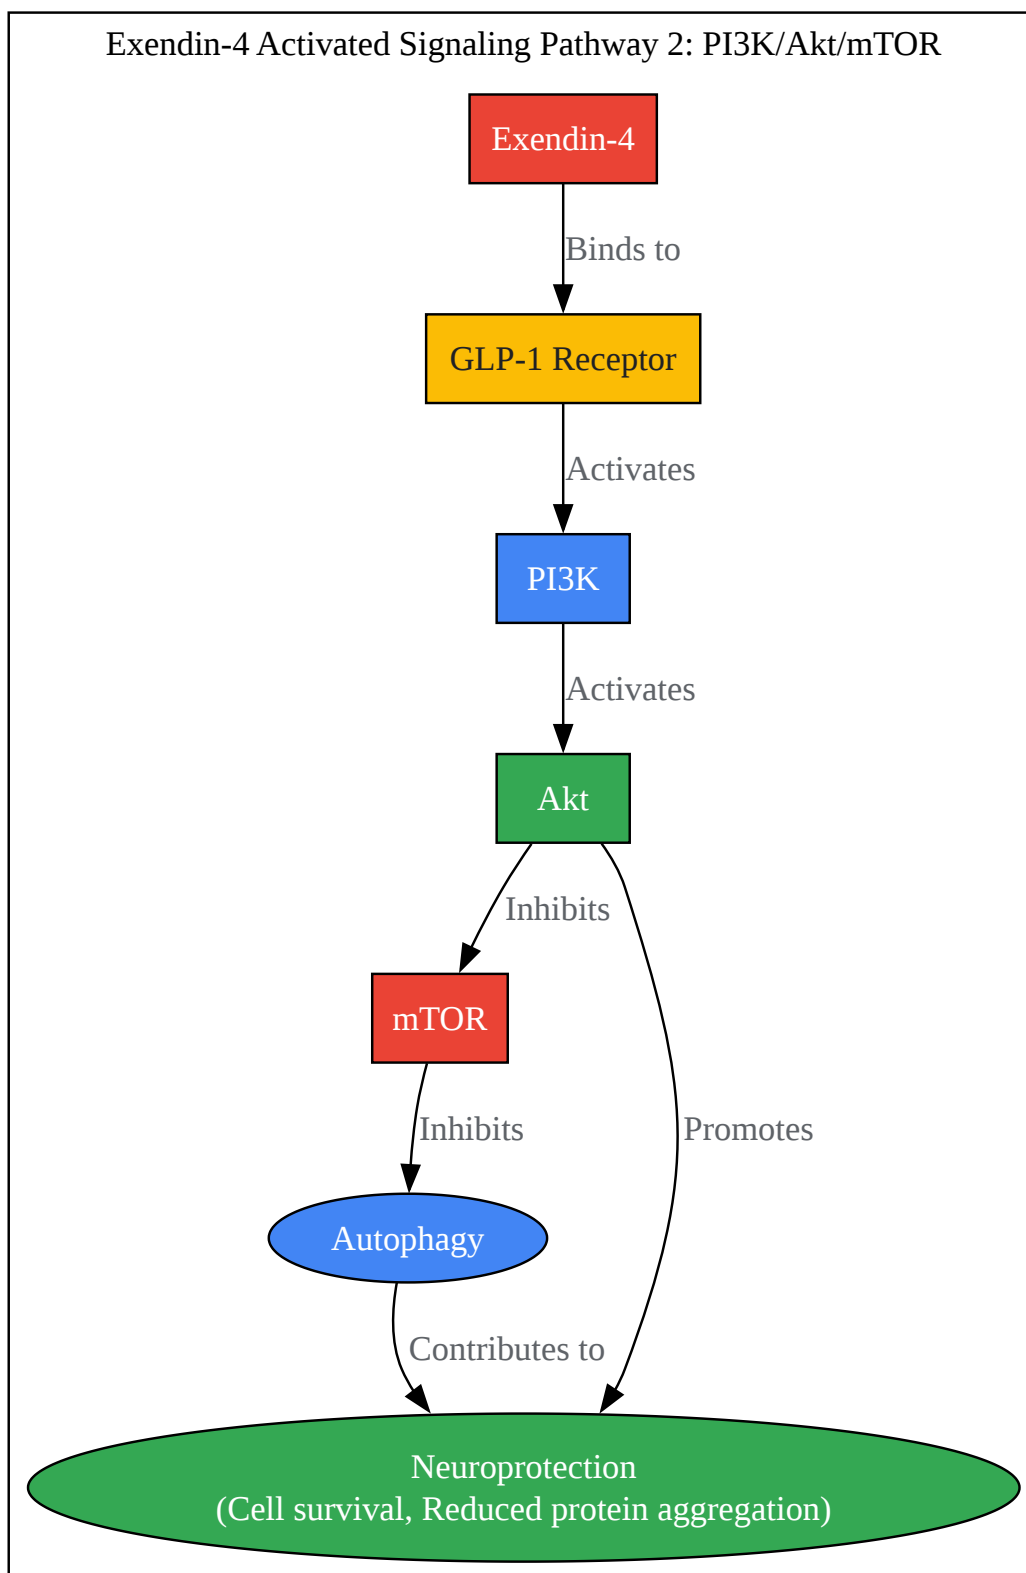 Exendin-4 Activated Signaling Pathway 2: PI3K/Akt/mTOR
Exendin-4
Binds to
GLP-1 Receptor
Activates
PI3K
Activates
Akt
Inhibits
mTOR
Inhibits
Promotes
Autophagy
Contributes to
Neuroprotection
(Cell survival, Reduced protein aggregation)